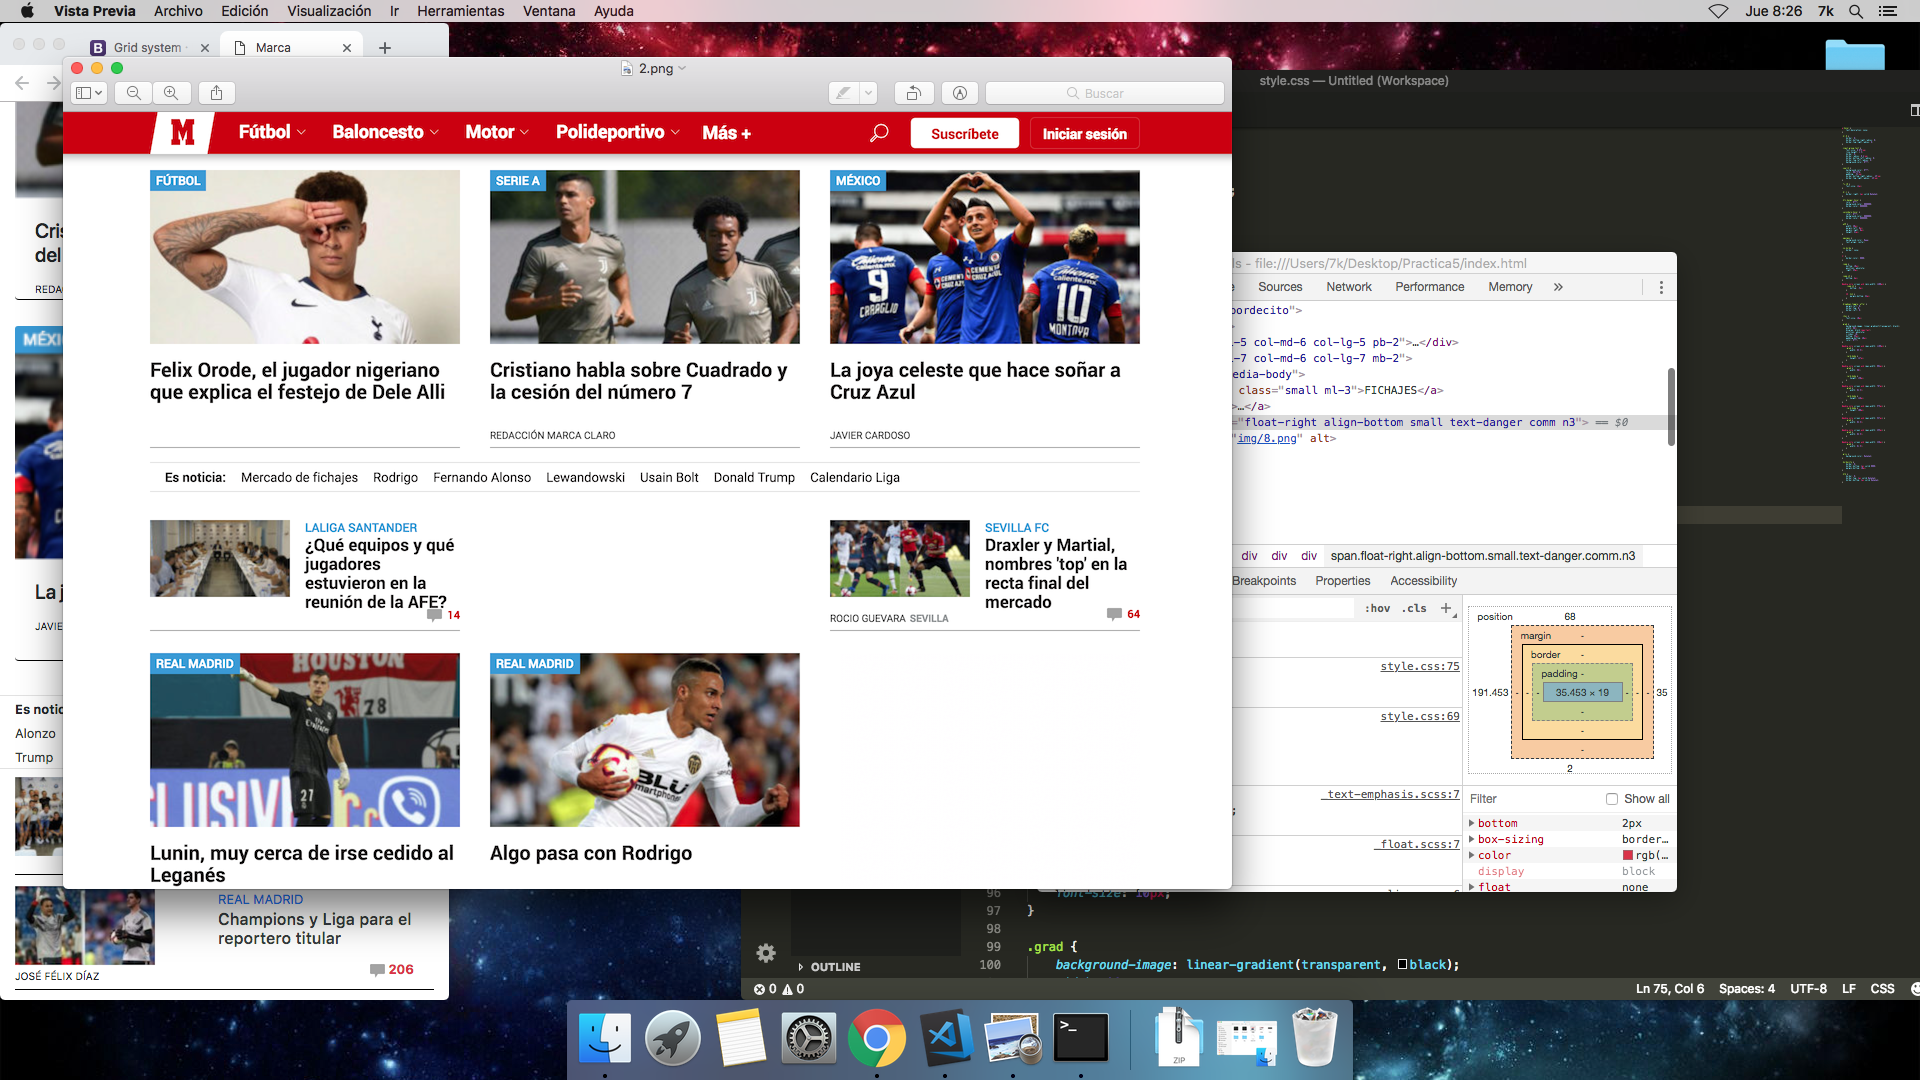 Vista Previa Archivo Edición Visualización Ir Herramientas Ventana Ayuda
Jue 8:26 7k
Grid system
Marca
2.png
Buscar
style.css — Untitled (Workspace)
M Fútbol Baloncesto Motor Polideportivo Más +
Suscríbete Iniciar sesión
FÚTBOL
Felix Orode, el jugador nigeriano
que explica el festejo de Dele Alli
SERIE A
Cristiano habla sobre Cuadrado y
la cesión del número 7
REDACCIÓN MARCA CLARO
MÉXICO
La joya celeste que hace soñar a
Cruz Azul
JAVIER CARDOSO
9
CARAGLIO
CEMENTO
CRUZ AZUL
10
MONTOYA
Es noticia: Mercado de fichajes Rodrigo Fernando Alonso Lewandowski Usain Bolt Donald Trump Calendario Liga
LALIGA SANTANDER
¿Qué equipos y qué
jugadores
estuvieron en la
reunión de la AFE?
14
SEVILLA FC
Draxler y Martial,
nombres 'top' en la
recta final del
mercado
ROCIO GUEVARA SEVILLA
64
REAL MADRID
HOUSTON
78
27
Lunin, muy cerca de irse cedido al
Leganés
REAL MADRID
BLU
smartphone
Algo pasa con Rodrigo
Cris
del
REDA
MÉXI
La j
JAVIE
Es notic
Alonzo
Trump
REAL MADRID
Champions y Liga para el
reportero titular
206
JOSÉ FÉLIX DÍAZ
ls - file:///Users/7k/Desktop/Practica5/index.html
Sources Network Performance Memory »
bordecito">
l-5 col-md-6 col-lg-5 pb-2">…</div>
-7 col-md-6 col-lg-7 mb-2">
edia-body">
class="small ml-3">FICHAJES</a>
>…</a>
="float-right align-bottom small text-danger comm n3"> == $0
"img/8.png" alt>
div div div span.float-right.align-bottom.small.text-danger.comm.n3
Breakpoints Properties Accessibility
:hov .cls +
style.css:75
style.css:69
_text-emphasis.scss:7
;
_float.scss:7
position 68
margin -
border -
padding -
191.453 - - - 35.453 × 19 - - - 35
-
-
-
2
Filter Show all
bottom 2px
box-sizing border…
color rgb(…
display block
float none
96 font-size: 10px;
97 }
98
99 .grad {
100 background-image: linear-gradient(transparent, black);
OUTLINE
0 0
Ln 75, Col 6 Spaces: 4 UTF-8 LF CSS
ZIP